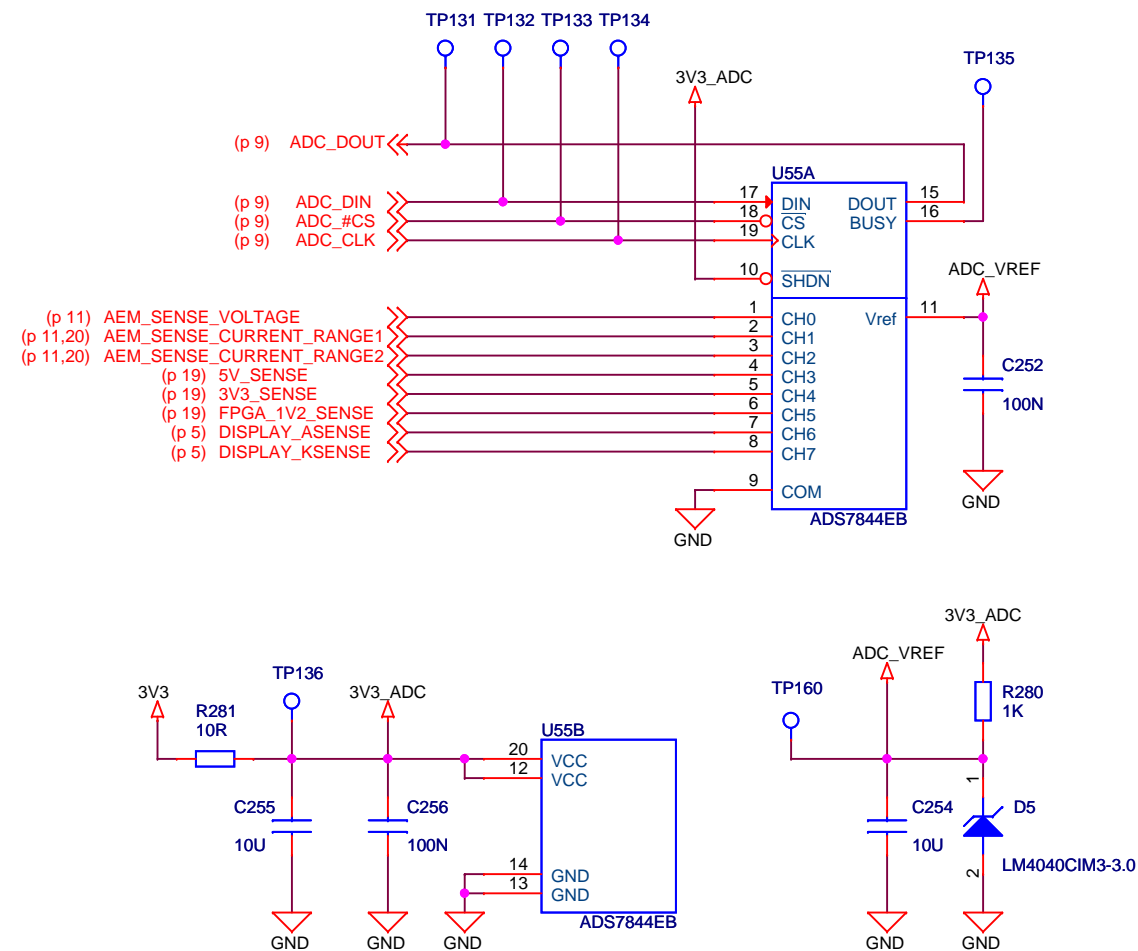 TP131 TP132 TP133 TP134
TP135
3V3_ADC
(p 9) ADC_DOUT
U55A
(p 9) ADC_DIN 17 DIN DOUT 15
(p 9) ADC_#CS 18 CS BUSY 16
(p 9) ADC_CLK 19 CLK
10 SHDN
ADC_VREF
(p 11) AEM_SENSE_VOLTAGE 1 CH0 Vref 11
(p 11,20) AEM_SENSE_CURRENT_RANGE1 2 CH1
(p 11,20) AEM_SENSE_CURRENT_RANGE2 3 CH2
(p 19) 5V_SENSE 4 CH3
(p 19) 3V3_SENSE 5 CH4
(p 19) FPGA_1V2_SENSE 6 CH5
(p 5) DISPLAY_ASENSE 7 CH6
(p 5) DISPLAY_KSENSE 8 CH7
C252
100N
9 COM
GND
ADS7844EB
GND
3V3
R281
10R
TP136
3V3_ADC
U55B
20 VCC
12 VCC
C255
10U
C256
100N
14 GND
13 GND
ADS7844EB
GND GND GND
3V3_ADC
ADC_VREF
TP160
R280
1K
1
C254
10U
D5
2
LM4040CIM3-3.0
GND GND